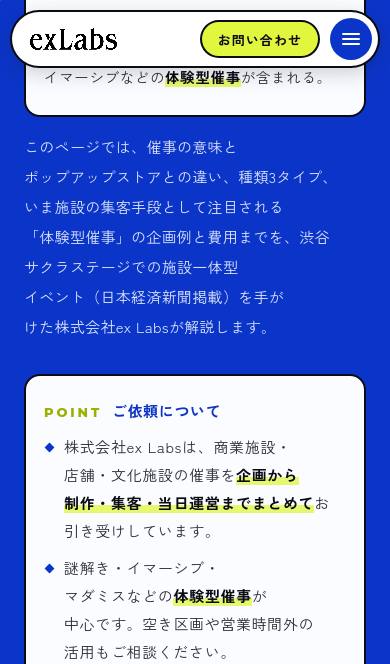 exLabs
お問い合わせ
イマーシブなどの体験型催事が含まれる。
このページでは、催事の意味と
ポップアップストアとの違い、種類3タイプ、
いま施設の集客手段として注目される
「体験型催事」の企画例と費用までを、渋谷
サクラステージでの施設一体型
イベント（日本経済新聞掲載）を手が
けた株式会社ex Labsが解説します。
POINT ご依頼について
株式会社ex Labsは、商業施設・
店舗・文化施設の催事を企画から
制作・集客・当日運営までまとめてお
引き受けしています。
謎解き・イマーシブ・
マダミスなどの体験型催事が
中心です。空き区画や営業時間外の
活用もご相談ください。